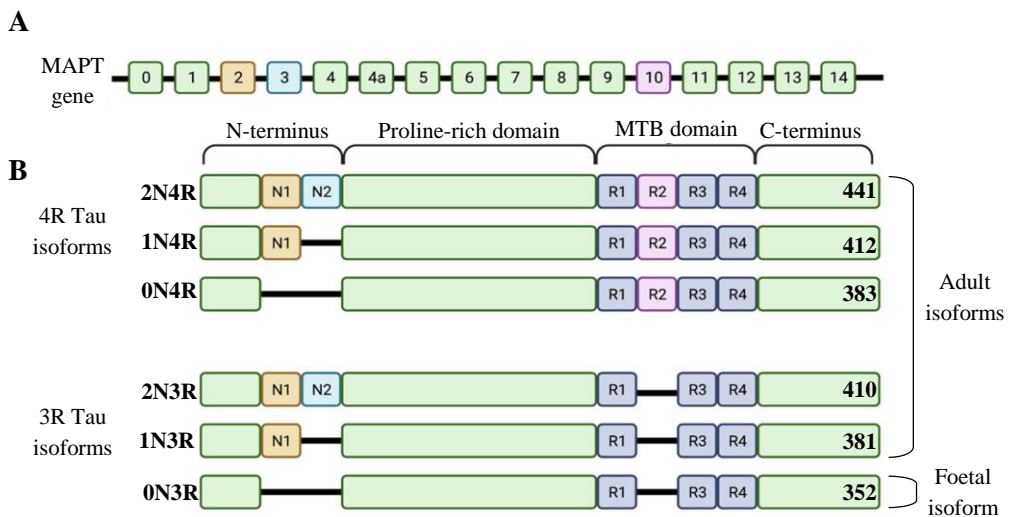 A
MAPT
gene
0 1 2 3 4 4a 5 6 7 8 9 10 11 12 13 14
N-terminus Proline-rich domain MTB domain C-terminus
B
4R Tau
isoforms
2N4R N1 N2 R1 R2 R3 R4 441
1N4R N1 R1 R2 R3 R4 412
0N4R R1 R2 R3 R4 383
Adult
isoforms
3R Tau
isoforms
2N3R N1 N2 R1 R3 R4 410
1N3R N1 R1 R3 R4 381
0N3R R1 R3 R4 352
Foetal
isoform